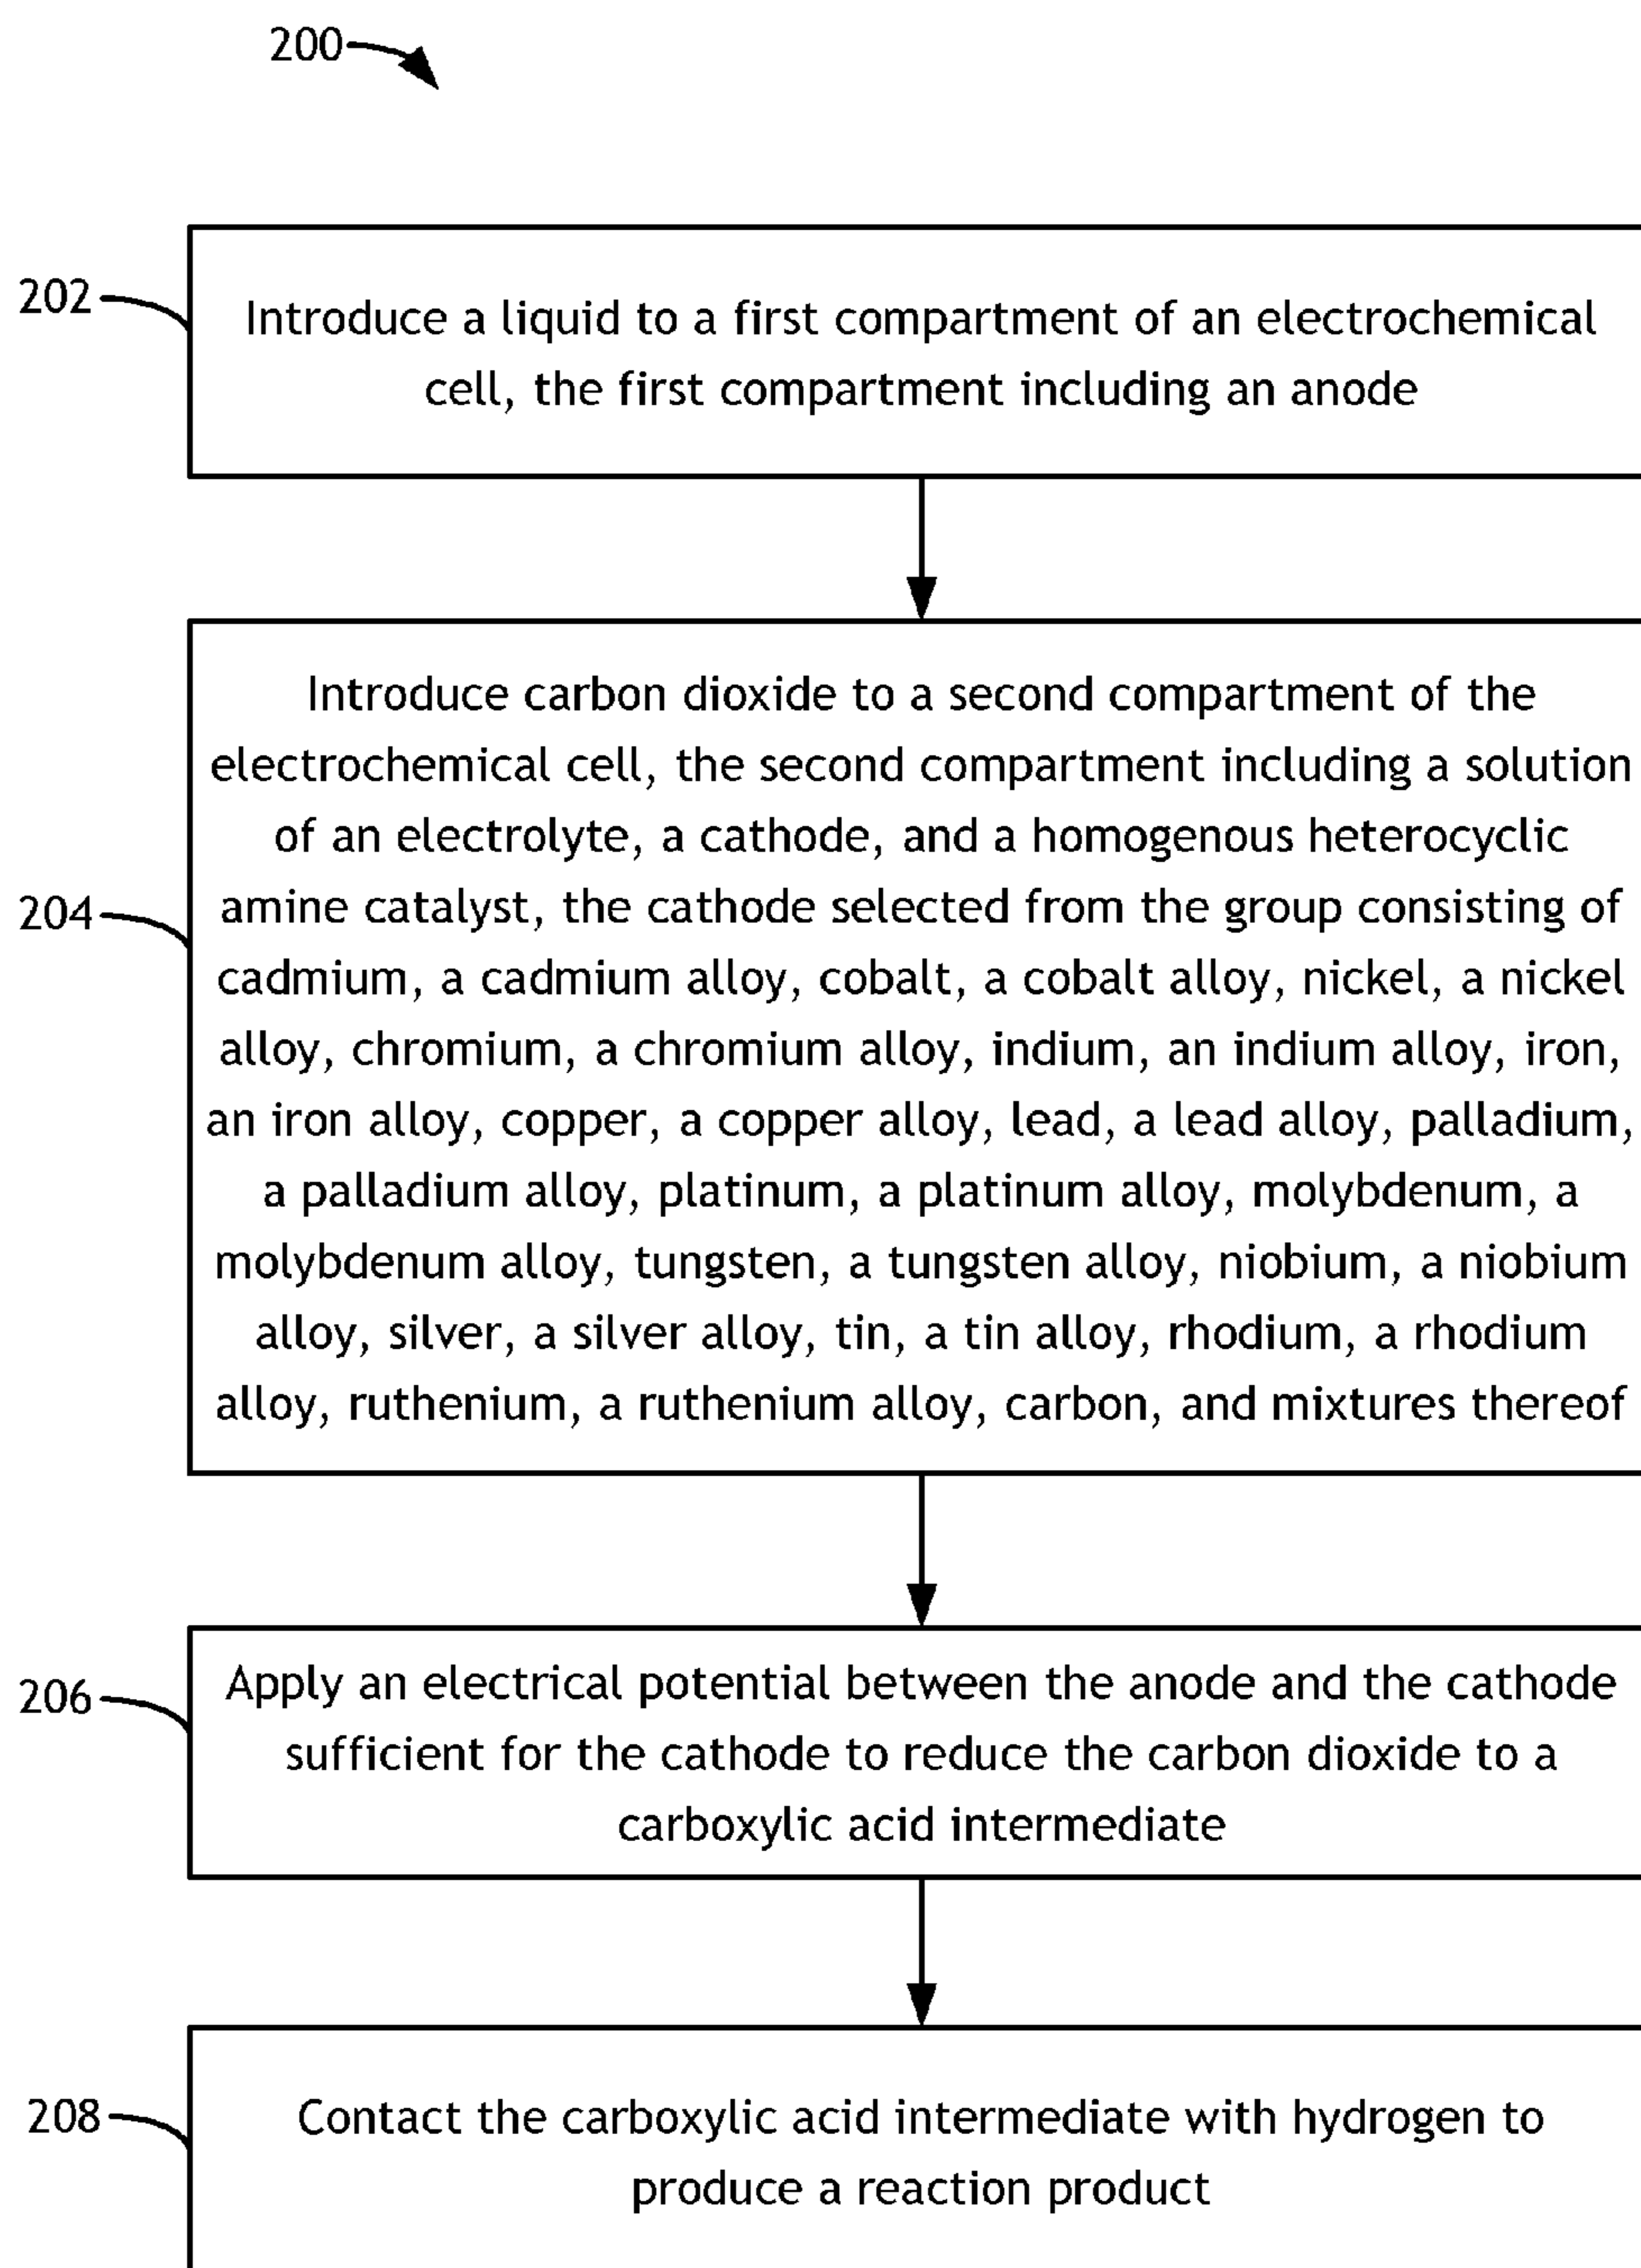 200
202
Introduce a liquid to a first compartment of an electrochemical
cell, the first compartment including an anode
Introduce carbon dioxide to a second compartment of the
electrochemical cell, the second compartment including a solution
of an electrolyte, a cathode, and a homogenous heterocyclic
204
amine catalyst, the cathode selected from the group consisting of
cadmium, a cadmium alloy, cobalt, a cobalt alloy, nickel, a nickel
alloy, chromium, a chromium alloy, indium, an indium alloy, iron,
an iron alloy, copper, a copper alloy, lead, a lead alloy, palladium,
a palladium alloy, platinum, a platinum alloy, molybdenum, a
molybdenum alloy, tungsten, a tungsten alloy, niobium, a niobium
alloy, silver, a silver alloy, tin, a tin alloy, rhodium, a rhodium
alloy, ruthenium, a ruthenium alloy, carbon, and mixtures thereof
206
Apply an electrical potential between the anode and the cathode
sufficient for the cathode to reduce the carbon dioxide to a
carboxylic acid intermediate
208
Contact the carboxylic acid intermediate with hydrogen to
produce a reaction product